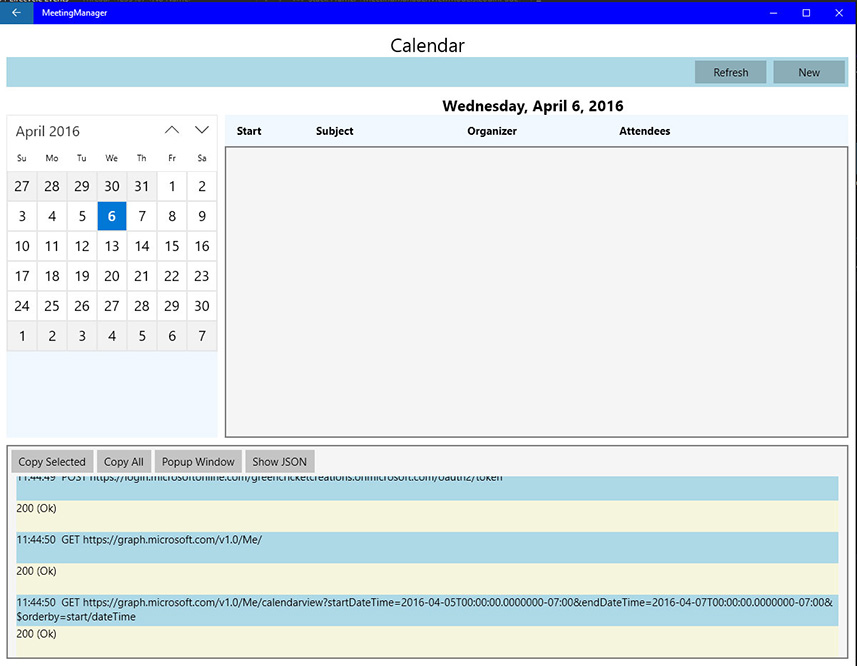 MeetingManager
Calendar
Refresh New
Wednesday, April 6, 2016
April 2016
Start Subject Organizer Attendees
Su Mo Tu We Th Fr Sa
27 28 29 30 31 1 2
3 4 5 6 7 8 9
10 11 12 13 14 15 16
17 18 19 20 21 22 23
24 25 26 27 28 29 30
1 2 3 4 5 6 7
Copy Selected Copy All Popup Window Show JSON
11:44:49 POST https://login.microsoftonline.com/greencricketcreations.onmicrosoft.com/oauth2/token
200 (Ok)
11:44:50 GET https://graph.microsoft.com/v1.0/Me/
200 (Ok)
11:44:50 GET https://graph.microsoft.com/v1.0/Me/calendarview?startDateTime=2016-04-05T00:00:00.0000000-07:00&endDateTime=2016-04-07T00:00:00.0000000-07:00&
$orderby=start/dateTime
200 (Ok)